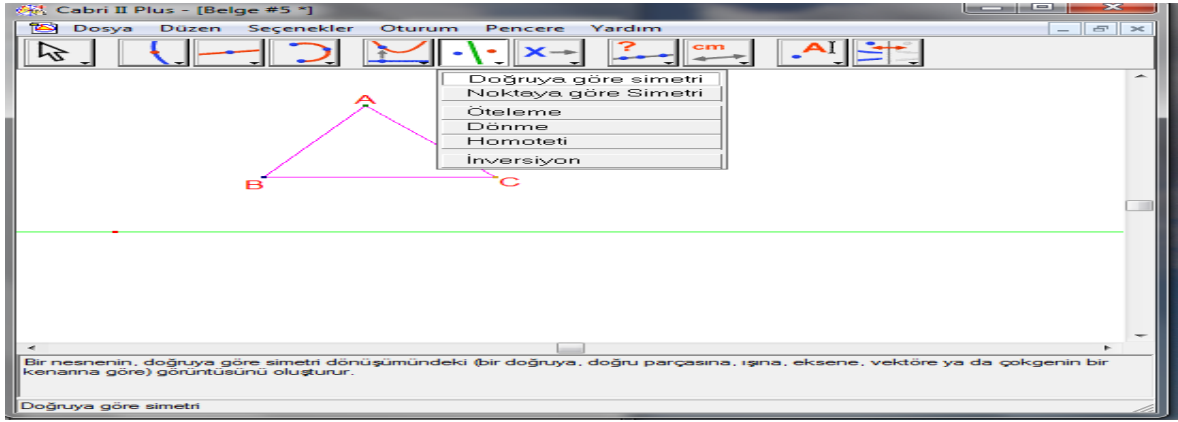 Cabri II Plus - [Belge #5 *]
Dosya Düzen Seçenekler Oturum Pencere Yardım
x ? cm AI
Doğruya göre simetri
Noktaya göre Simetri
Öteleme
Dönme
Homoteti
İnversiyon
A
B
C
Bir nesnenin, doğruya göre simetri dönüşümündeki (bir doğruya, doğru parçasına, ışına, eksene, vektöre ya da çokgenin bir
kenarına göre) görüntüsünü oluşturur.
Doğruya göre simetri